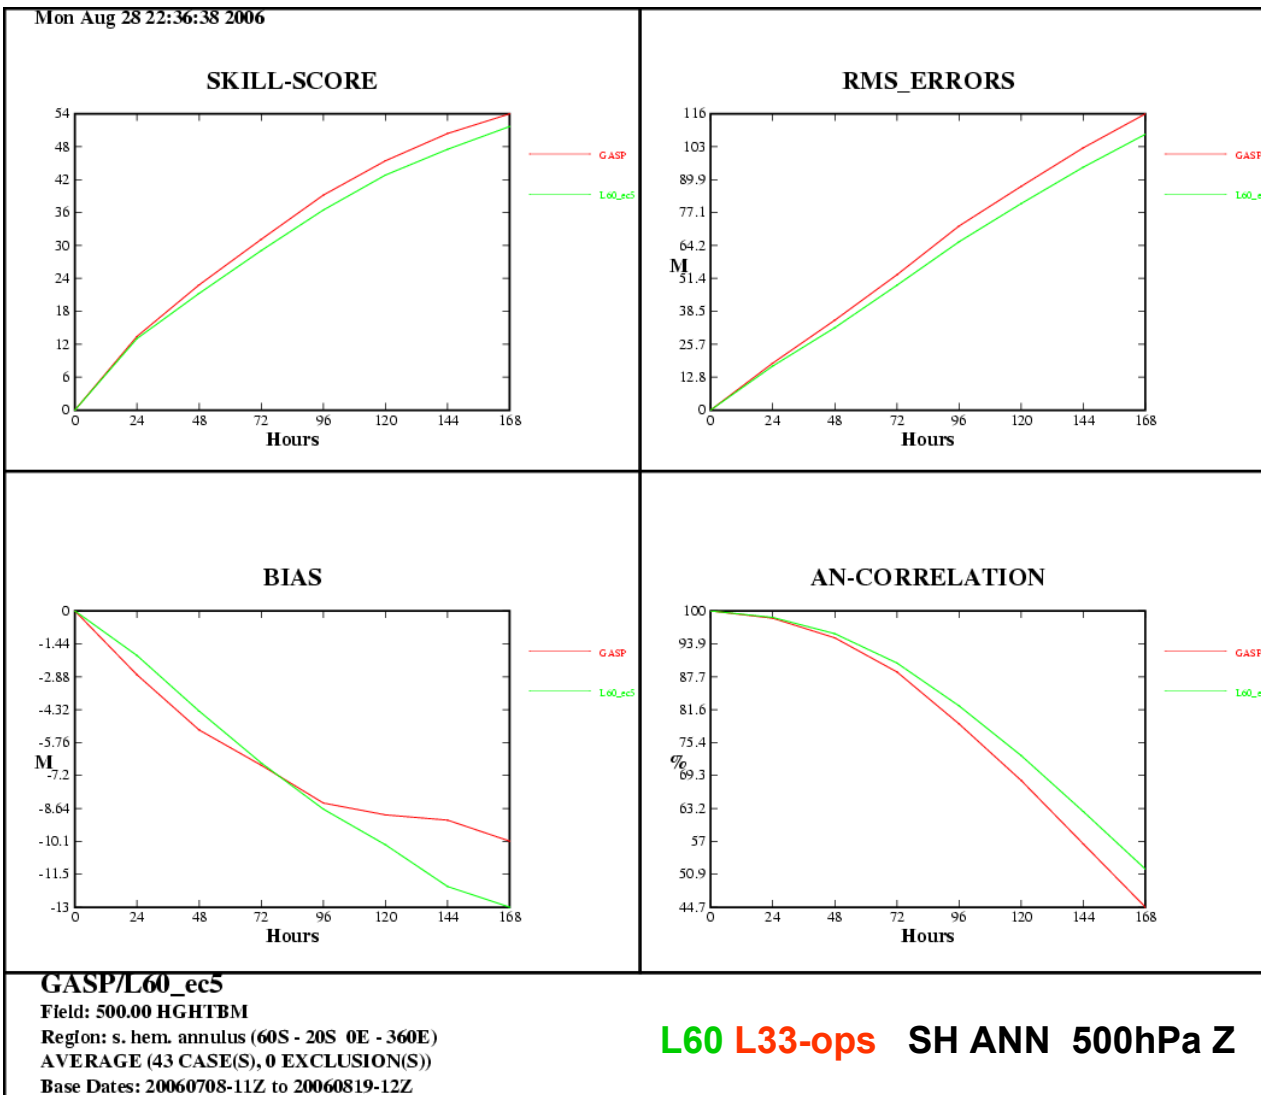 Mon Aug 28 22:36:38 2006
SKILL-SCORE
54
48
42
36
30
24
18
12
6
0
0 24 48 72 96 120 144 168
Hours
GASP
L60_ec5
RMS_ERRORS
116
103
89.9
77.1
64.2
M
51.4
38.5
25.7
12.8
0
0 24 48 72 96 120 144 168
Hours
GASP
L60_e
BIAS
0
-1.44
-2.88
-4.32
-5.76
M
-7.2
-8.64
-10.1
-11.5
-13
0 24 48 72 96 120 144 168
Hours
GASP
L60_ec5
AN-CORRELATION
100
93.9
87.7
81.6
75.4
%
69.3
63.2
57
50.9
44.7
0 24 48 72 96 120 144 168
Hours
GASP
L60_e
GASP/L60_ec5
Field: 500.00 HGHTBM
Region: s. hem. annulus (60S - 20S 0E - 360E)
AVERAGE (43 CASE(S), 0 EXCLUSION(S))
Base Dates: 20060708-11Z to 20060819-12Z
L60 L33-ops SH ANN 500hPa Z